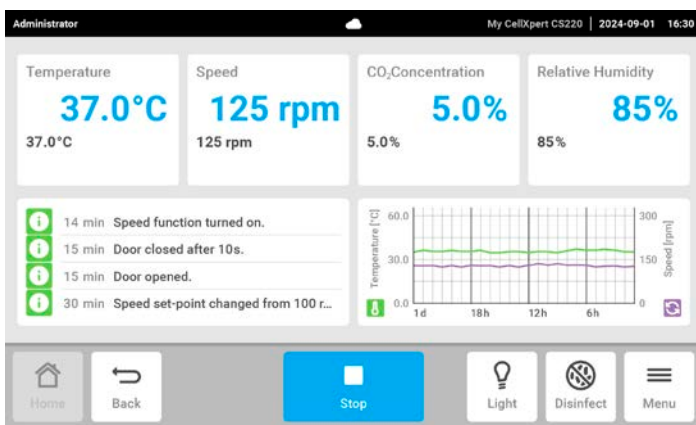 Administrator
My CellXpert CS220 | 2024-09-01 16:30
Temperature
37.0°C
37.0°C
Speed
125 rpm
125 rpm
CO₂Concentration
5.0%
5.0%
Relative Humidity
85%
85%
14 min Speed function turned on.
15 min Door closed after 10s.
15 min Door opened.
30 min Speed set-point changed from 100 r...
Temperature [°C]
60.0
30.0
0.0
1d 18h 12h 6h
300
150
0
Speed [rpm]
Home
Back
Stop
Light
Disinfect
Menu